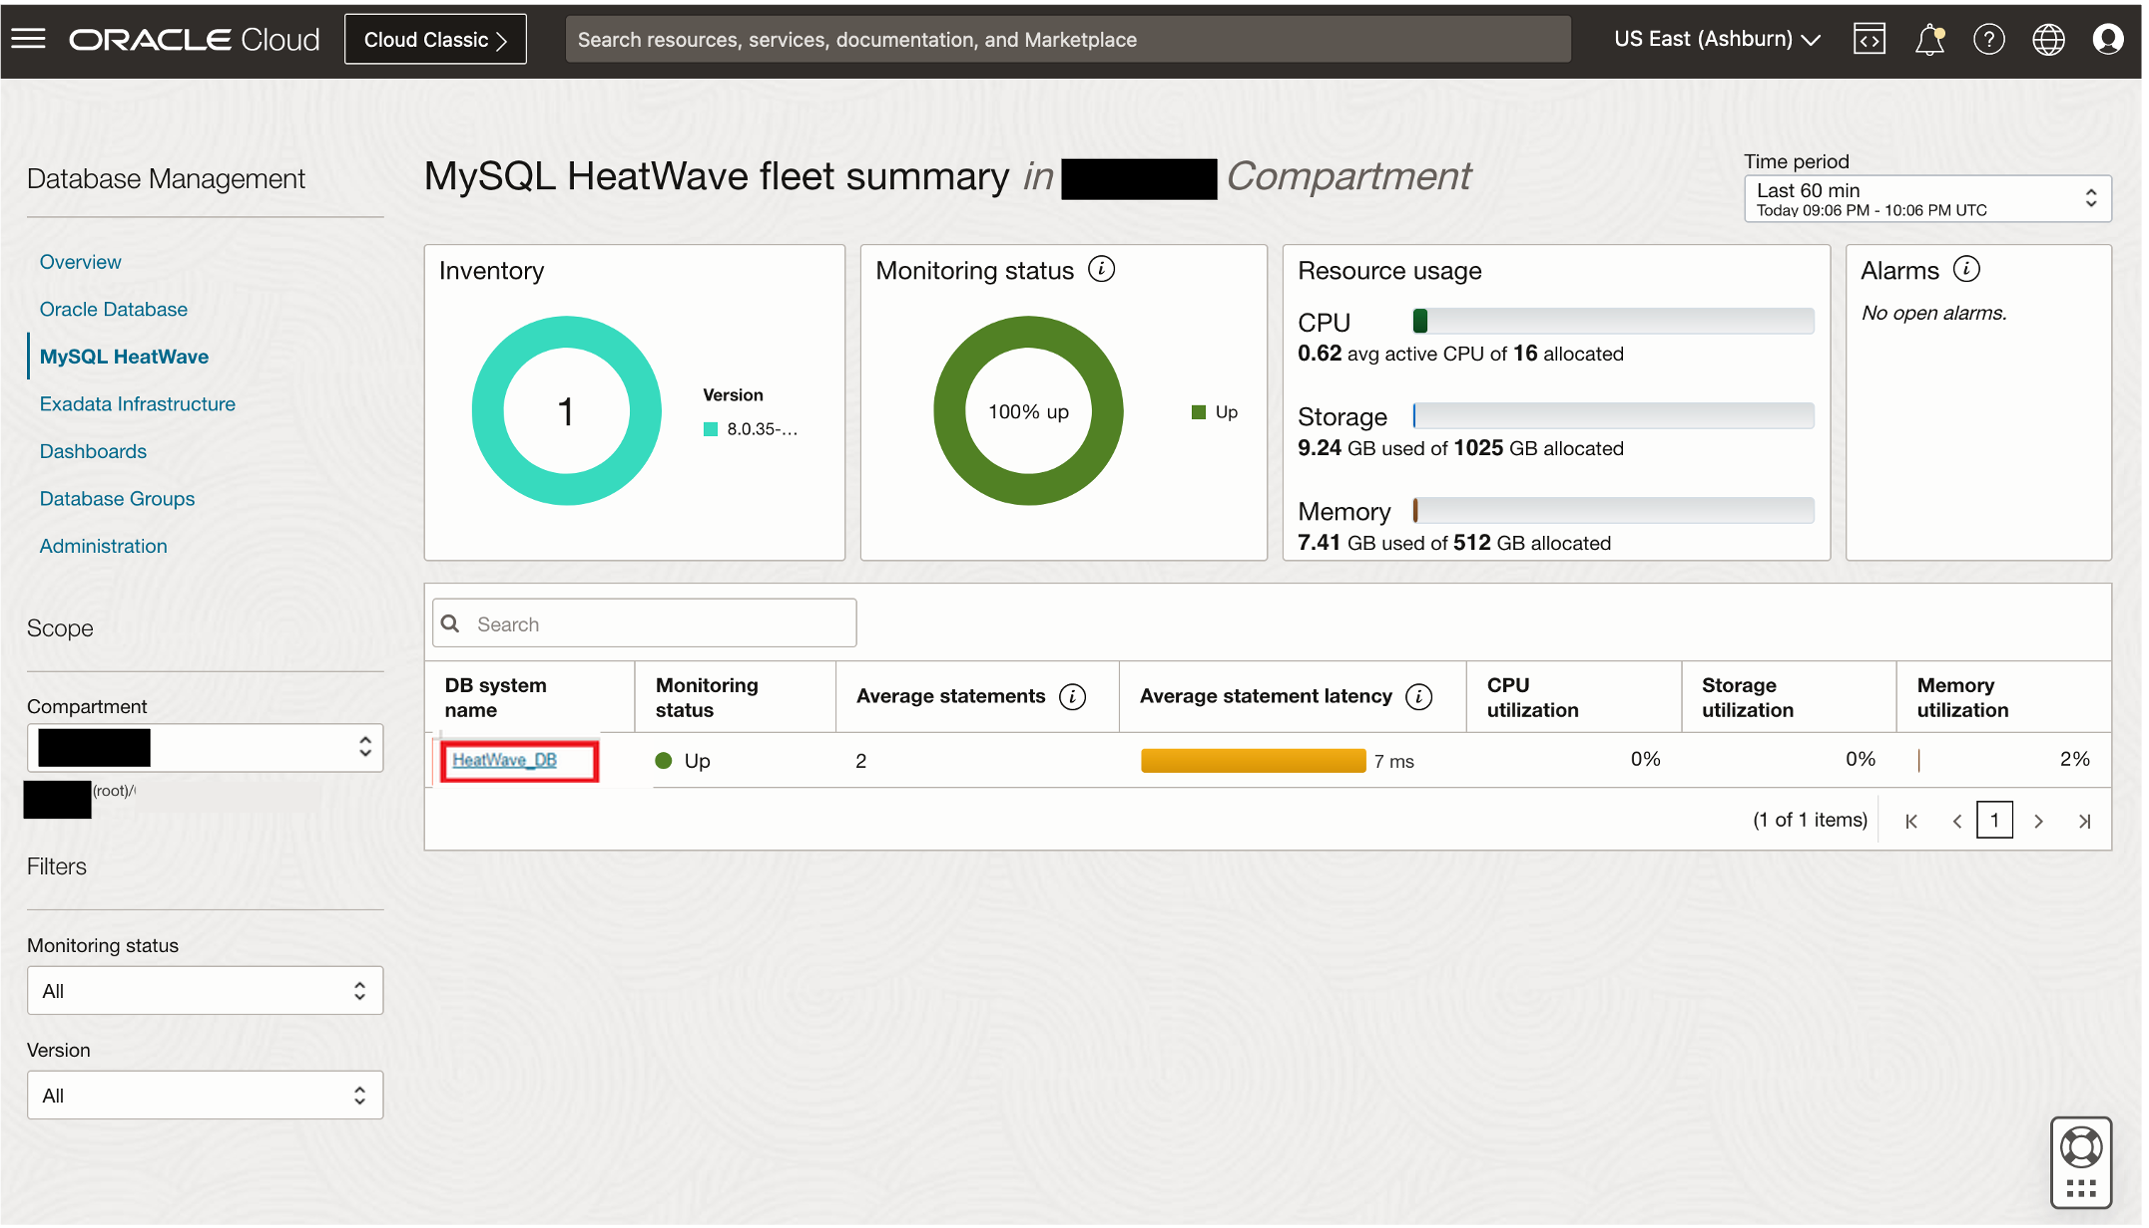 ORACLE Cloud
Cloud Classic
Search resources, services, documentation, and Marketplace
US East (Ashburn)
Database Management
Overview
Oracle Database
MySQL HeatWave
Exadata Infrastructure
Dashboards
Database Groups
Administration
Scope
Compartment
(root)/
Filters
Monitoring status
All
Version
All
MySQL HeatWave fleet summary in Compartment
Time period
Last 60 min
Today 09:06 PM - 10:06 PM UTC
Inventory
1
Version
8.0.35-...
Monitoring status
100% up
Up
Resource usage
CPU
0.62 avg active CPU of 16 allocated
Storage
9.24 GB used of 1025 GB allocated
Memory
7.41 GB used of 512 GB allocated
Alarms
No open alarms.
Search
DB system name
Monitoring status
Average statements
Average statement latency
CPU utilization
Storage utilization
Memory utilization
HeatWave_DB
Up
2
7 ms
0%
0%
2%
(1 of 1 items)
1